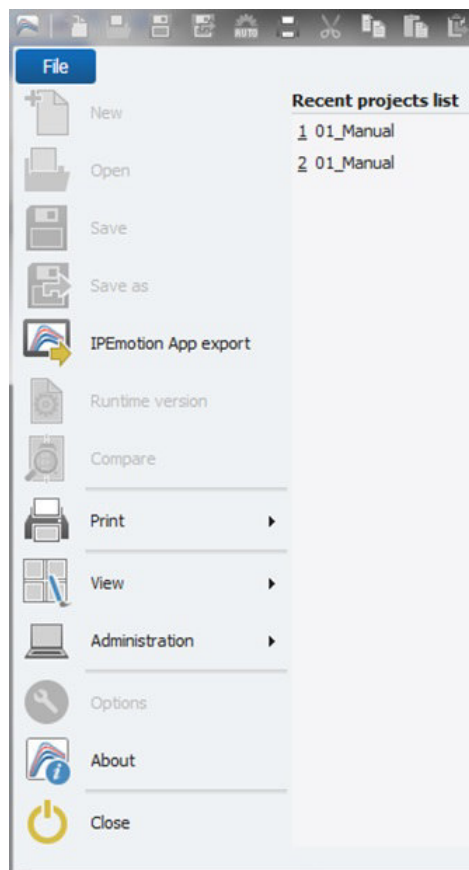 AUTO
File
Recent projects list
1 01_Manual
2 01_Manual
New
Open
Save
Save as
IPEmotion App export
Runtime version
Compare
Print
View
Administration
Options
About
Close